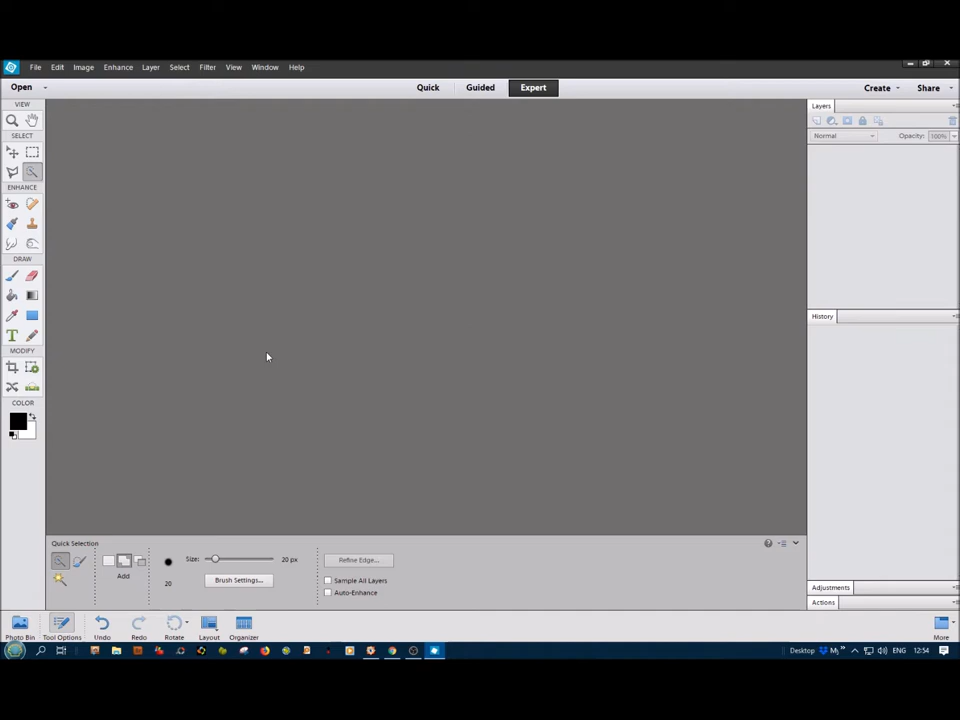 File Edit Image Enhance Layer Select Filter View Window Help
Open Quick Guided Expert Create Share
VIEW
SELECT
ENHANCE
DRAW
T
MODIFY
COLOR
Layers
Normal Opacity: 100%
History
Adjustments
Actions
Quick Selection
Size: 20 px
Refine Edge...
Add
20
Brush Settings...
Sample All Layers
Auto-Enhance
Photo Bin Tool Options Undo Redo Rotate Layout Organizer More
Desktop ENG 12:54